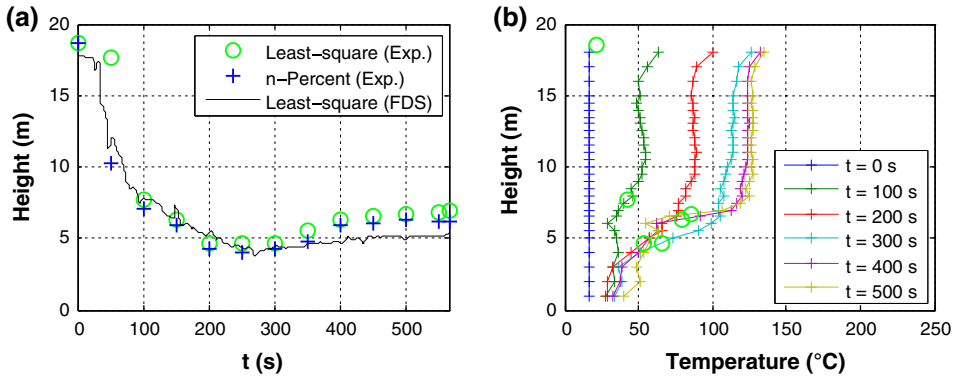 (a)
20
15
10
5
0
Height (m)
0
100
200
300
400
500
t (s)
Least−square (Exp.)
n−Percent (Exp.)
Least−square (FDS)
(b)
20
15
10
5
0
Height (m)
0
50
100
150
200
250
Temperature (°C)
t = 0 s
t = 100 s
t = 200 s
t = 300 s
t = 400 s
t = 500 s